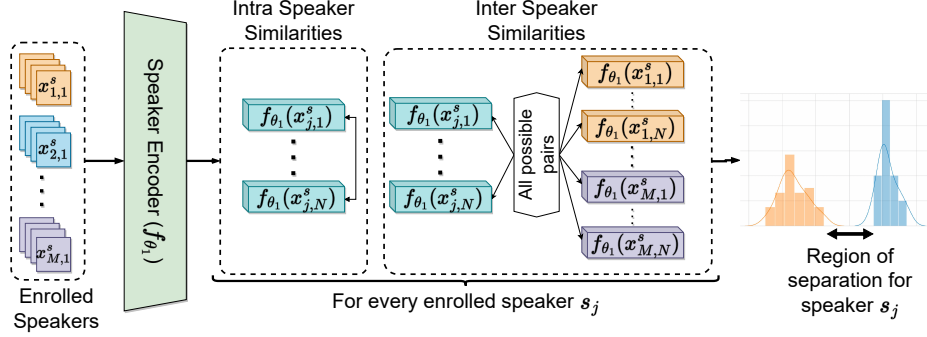 Intra Speaker
Similarities
Inter Speaker
Similarities
x^s_{1,1}
x^s_{2,1}
x^s_{M,1}
Enrolled
Speakers
Speaker Encoder (f_{θ_1})
f_{θ_1}(x^s_{j,1})
f_{θ_1}(x^s_{j,N})
f_{θ_1}(x^s_{j,1})
f_{θ_1}(x^s_{j,N})
All possible
pairs
f_{θ_1}(x^s_{1,1})
f_{θ_1}(x^s_{1,N})
f_{θ_1}(x^s_{M,1})
f_{θ_1}(x^s_{M,N})
For every enrolled speaker s_j
Region of
separation for
speaker s_j